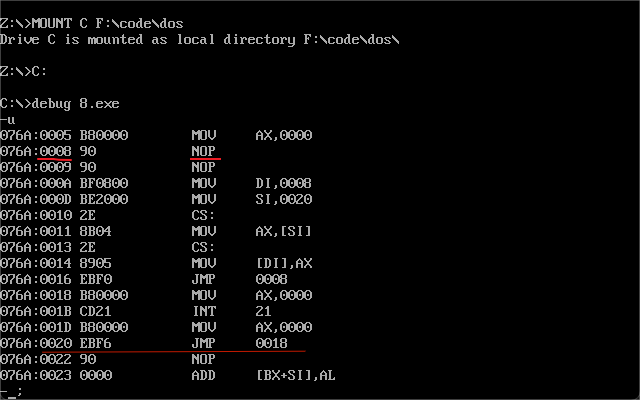 Z:\>MOUNT C F:\code\dos
Drive C is mounted as local directory F:\code\dos\
Z:\>C:
C:\>debug 8.exe
-u
076A:0005 B80000 MOV AX,0000
076A:0008 90 NOP
076A:0009 90 NOP
076A:000A BF0800 MOV DI,0008
076A:000D BE2000 MOV SI,0020
076A:0010 2E CS:
076A:0011 8B04 MOV AX,[SI]
076A:0013 2E CS:
076A:0014 8905 MOV [DI],AX
076A:0016 EBF0 JMP 0008
076A:0018 B80000 MOV AX,0000
076A:001B CD21 INT 21
076A:001D B80000 MOV AX,0000
076A:0020 EBF6 JMP 0018
076A:0022 90 NOP
076A:0023 0000 ADD [BX+SI],AL
-_;